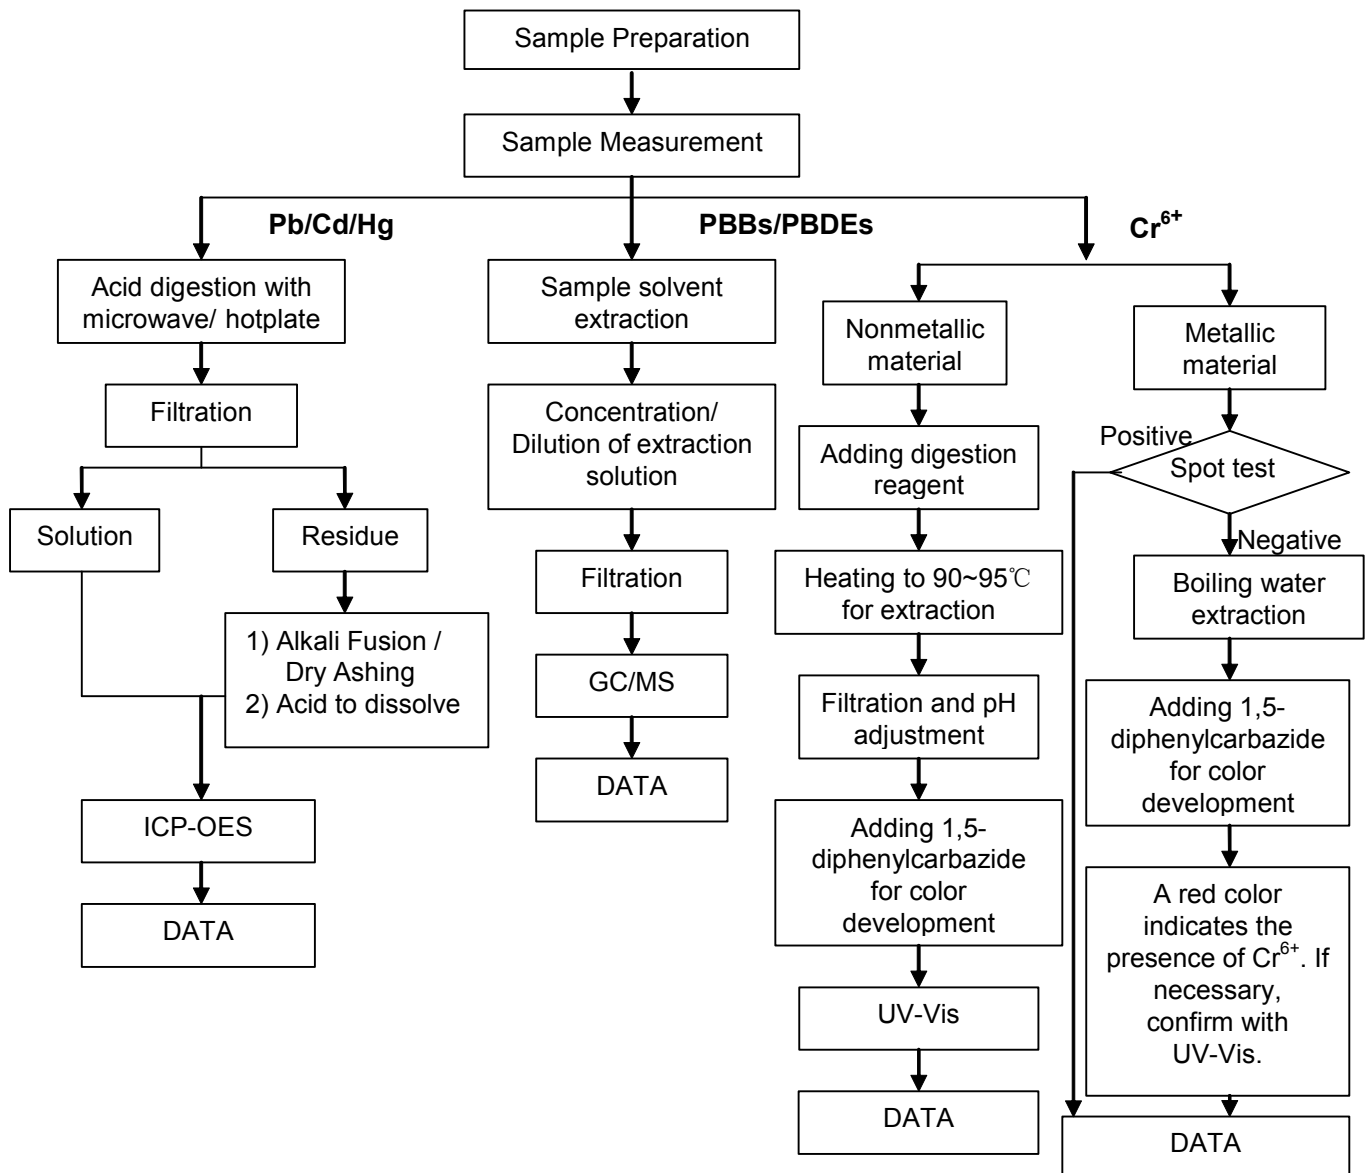 Sample Preparation
Sample Measurement
Pb/Cd/Hg
PBBs/PBDEs
Cr⁶⁺
Acid digestion with
microwave/ hotplate
Filtration
Solution
Residue
1) Alkali Fusion /
Dry Ashing
2) Acid to dissolve
ICP-OES
DATA
Sample solvent
extraction
Concentration/
Dilution of extraction
solution
Filtration
GC/MS
DATA
Nonmetallic
material
Adding digestion
reagent
Heating to 90~95℃
for extraction
Filtration and pH
adjustment
Adding 1,5-
diphenylcarbazide
for color
development
UV-Vis
DATA
Metallic
material
Positive
Spot test
Negative
Boiling water
extraction
Adding 1,5-
diphenylcarbazide
for color
development
A red color
indicates the
presence of Cr⁶⁺. If
necessary,
confirm with
UV-Vis.
DATA